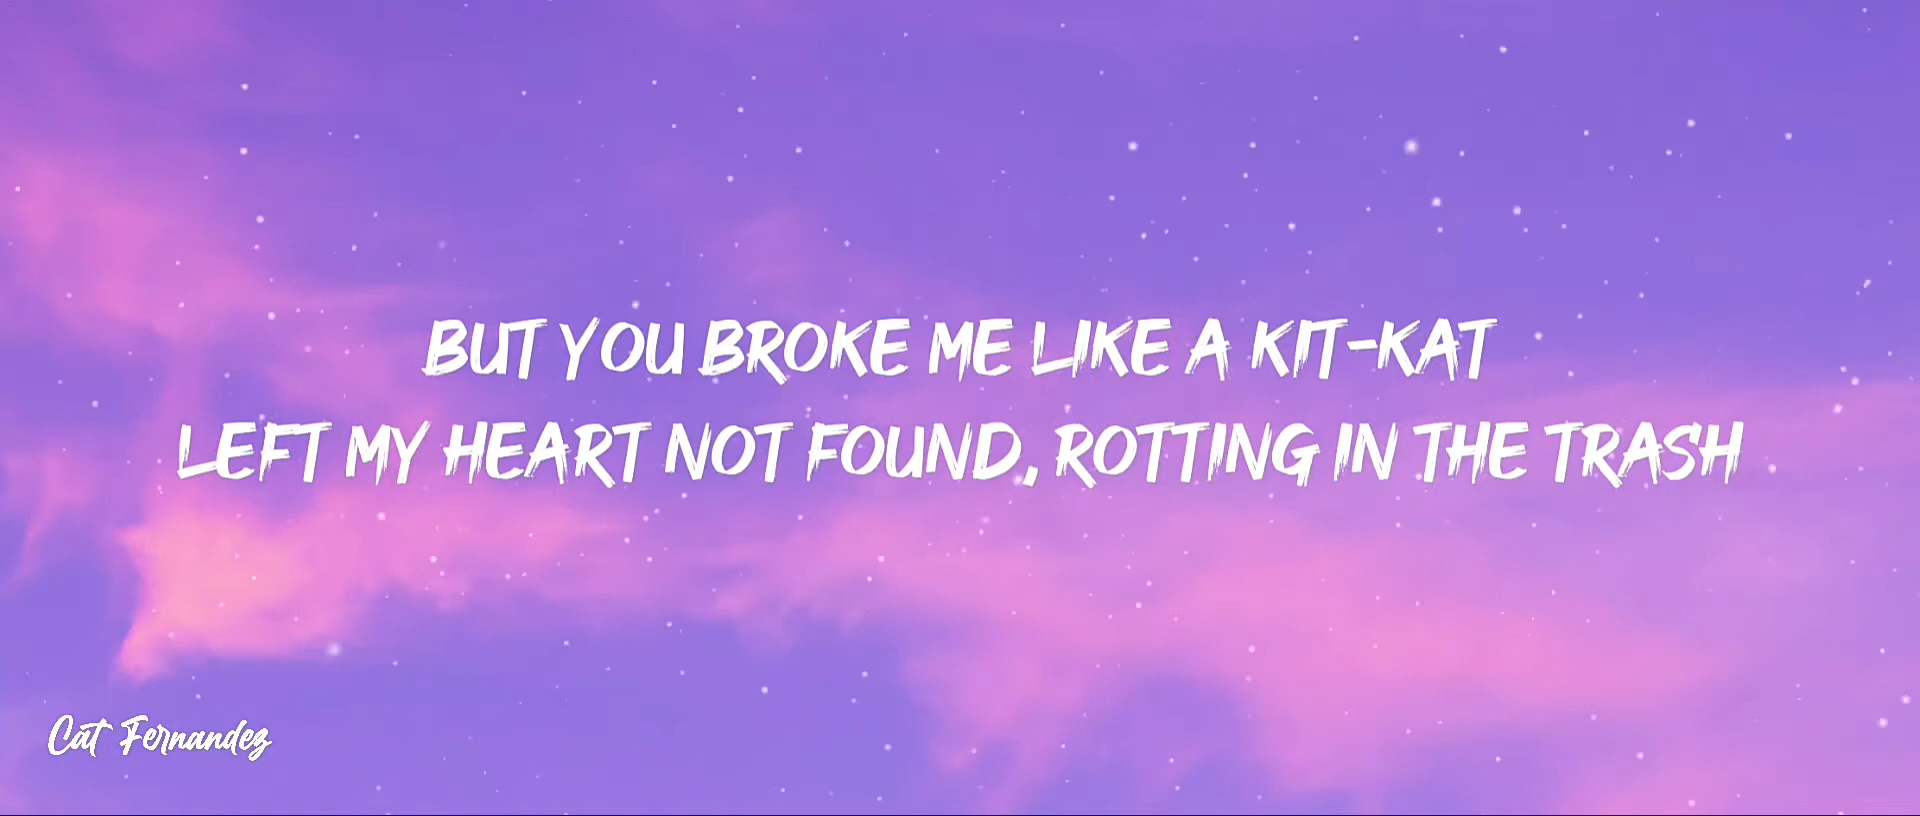 BUT YOU BROKE ME LIKE A KIT-KAT
LEFT MY HEART NOT FOUND, ROTTING IN THE TRASH
Cat Fernandez